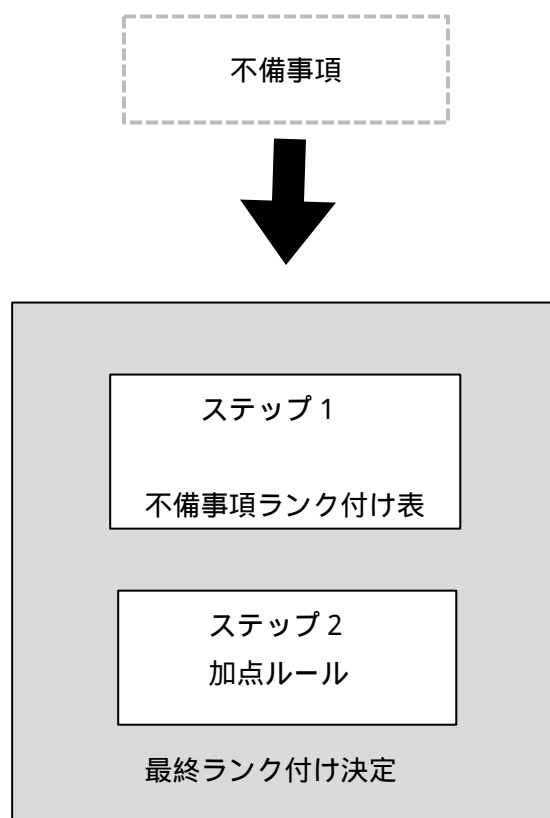 不備事項
ステップ 1
不備事項ランク付け表
ステップ 2
加点ルール
最終ランク付け決定